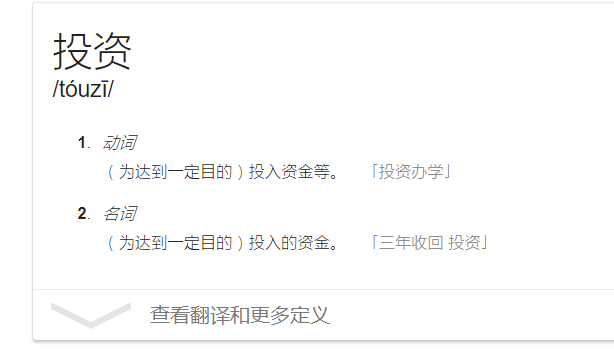 投资
/tóuzī/
1. 动词
（为达到一定目的）投入资金等。 「投资办学」
2. 名词
（为达到一定目的）投入的资金。 「三年收回 投资」
查看翻译和更多定义